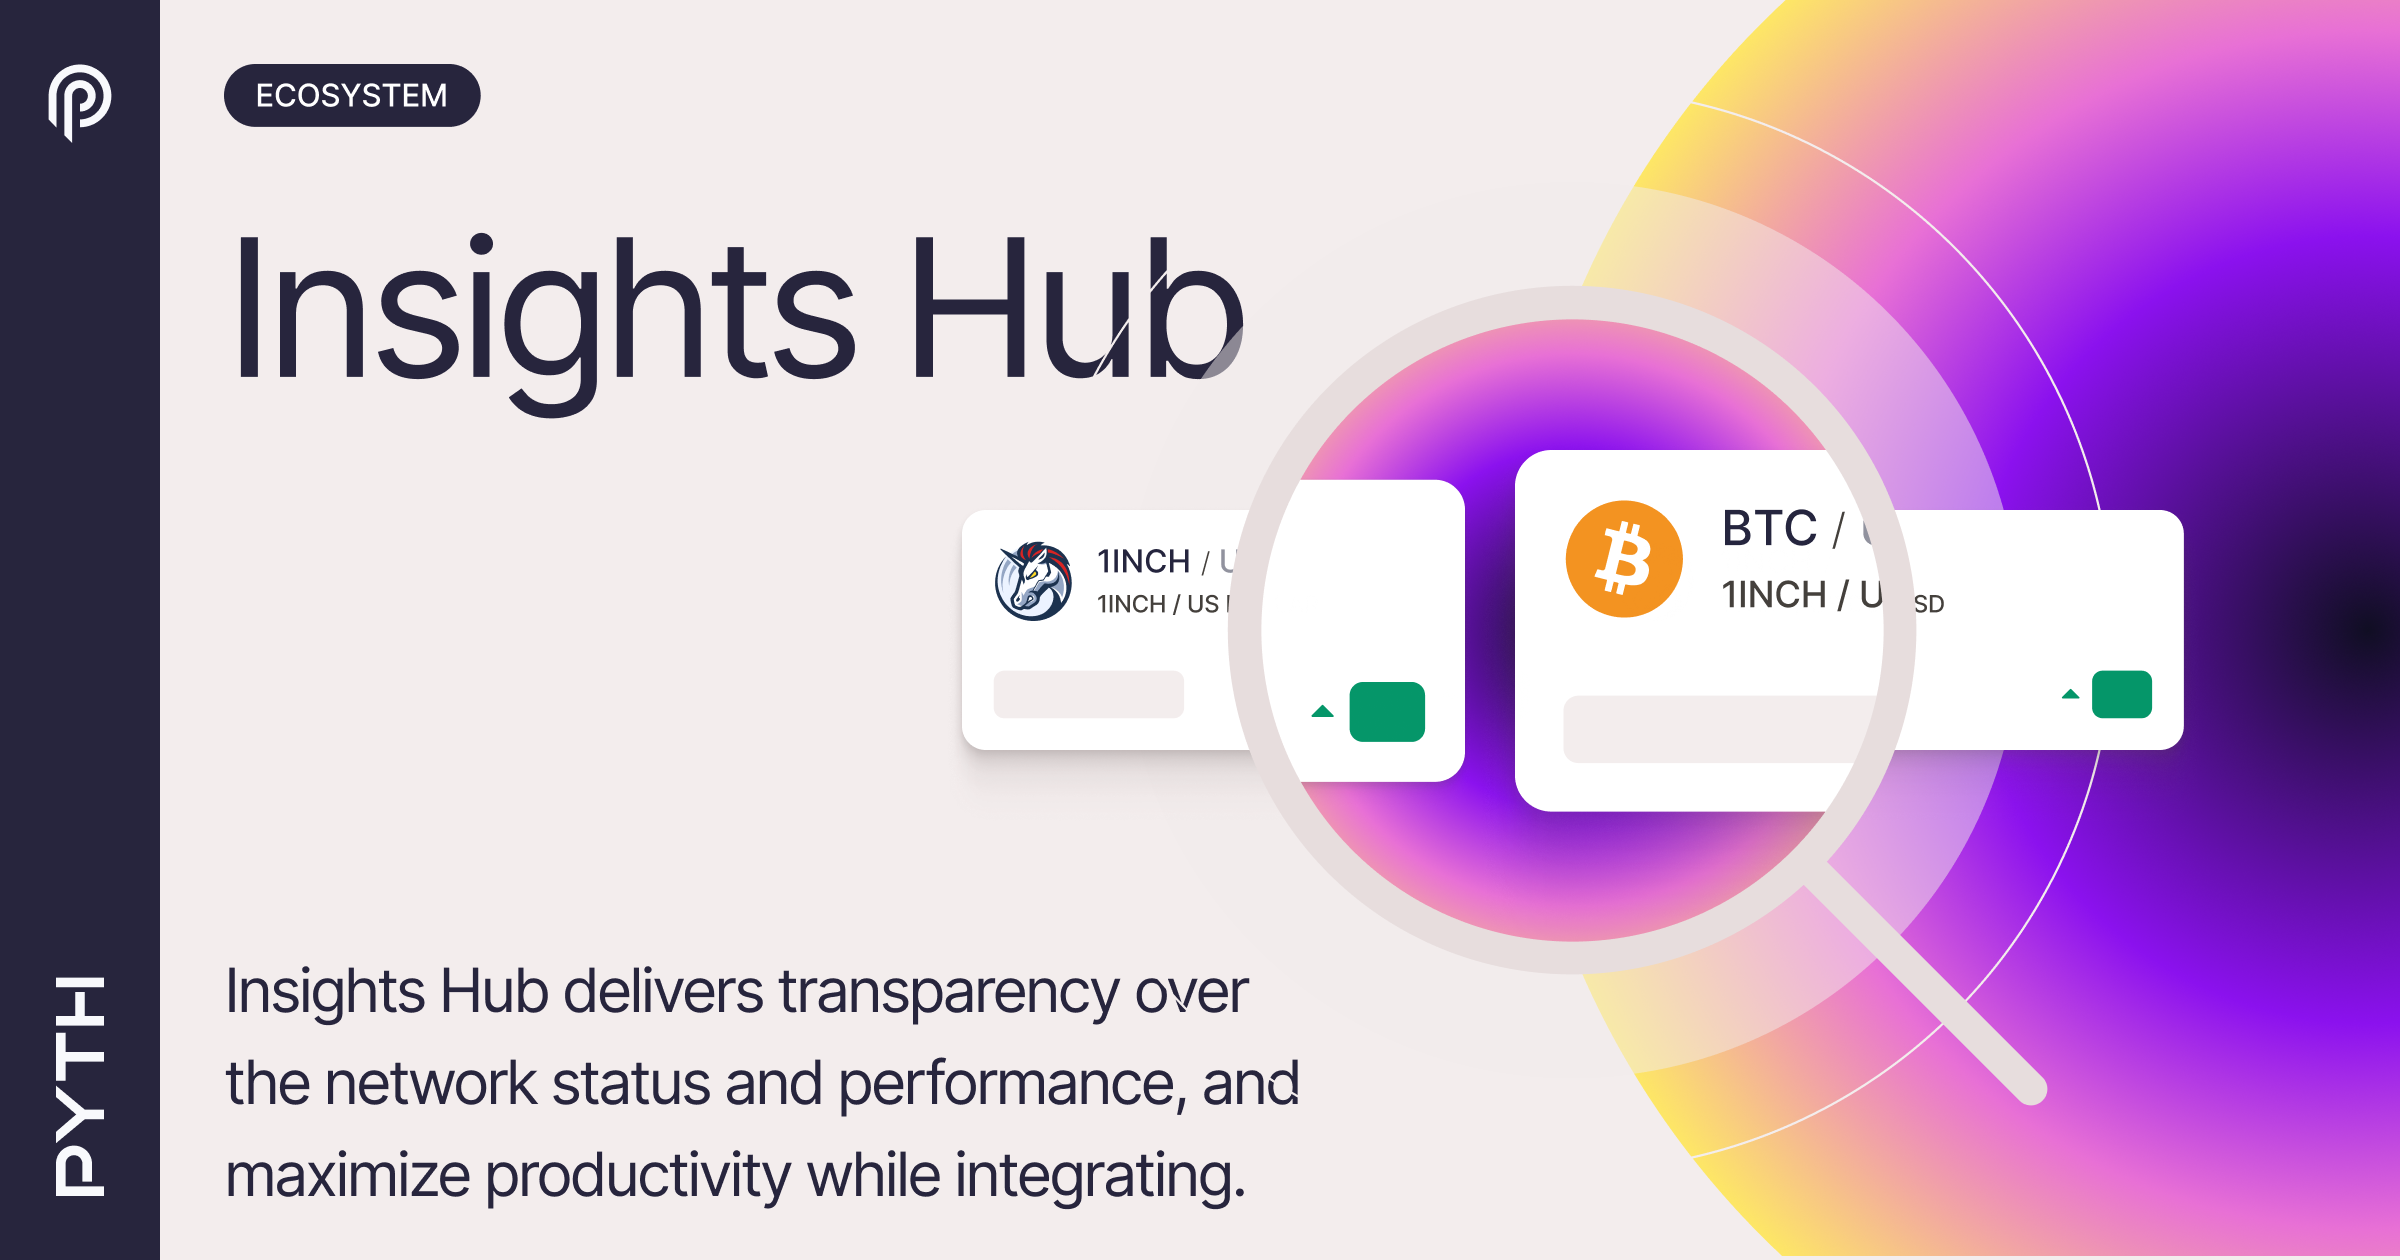 ECOSYSTEM
Insights Hub
1INCH /
1INCH / US
BTC /
1INCH /
SD
Insights Hub delivers transparency over
the network status and performance, and
maximize productivity while integrating.
PYTH